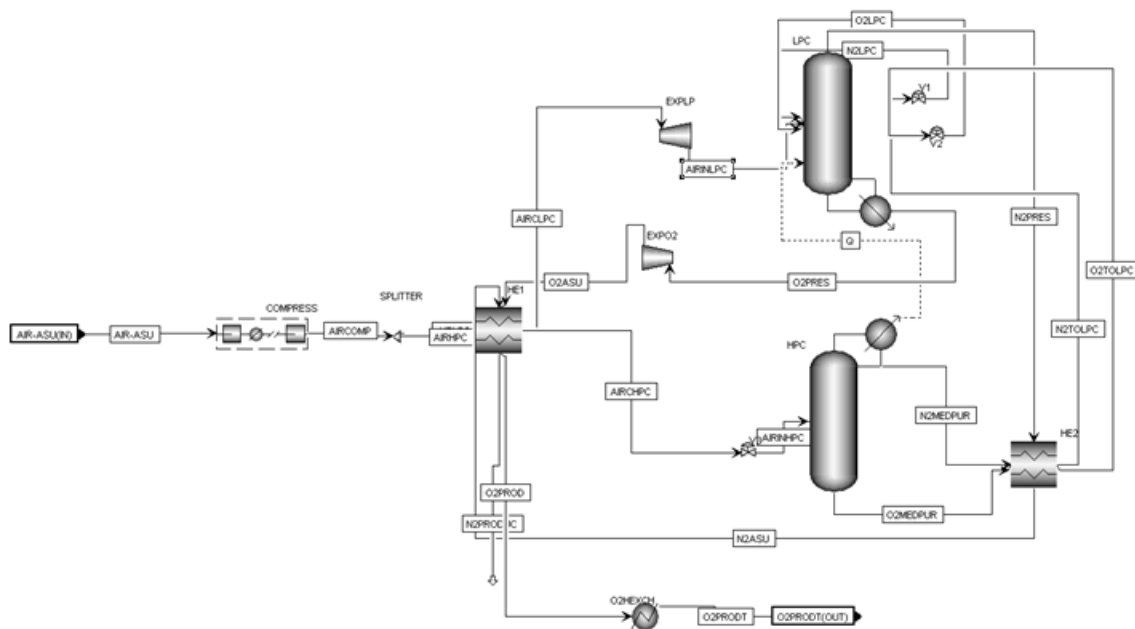 O2LPC
LPC
N2LPC
V1
EXPLP
V2
AIRINLPC
AIRCLPC
N2PRES
EXPO2
Q
O2TOLPC
O2ASU
HE1
O2PRES
SPLITTER
COMPRESS
N2TOLPC
AIR-ASU(IN)
AIR-ASU
AIRCOMP
AIRHPC
HPC
AIRCHPC
N2MEDPUR
AIRINHPC
HE2
O2PROD
O2MEDPUR
N2PRODUC
N2ASU
O2HEXCH
O2PRODT
O2PRODT(OUT)